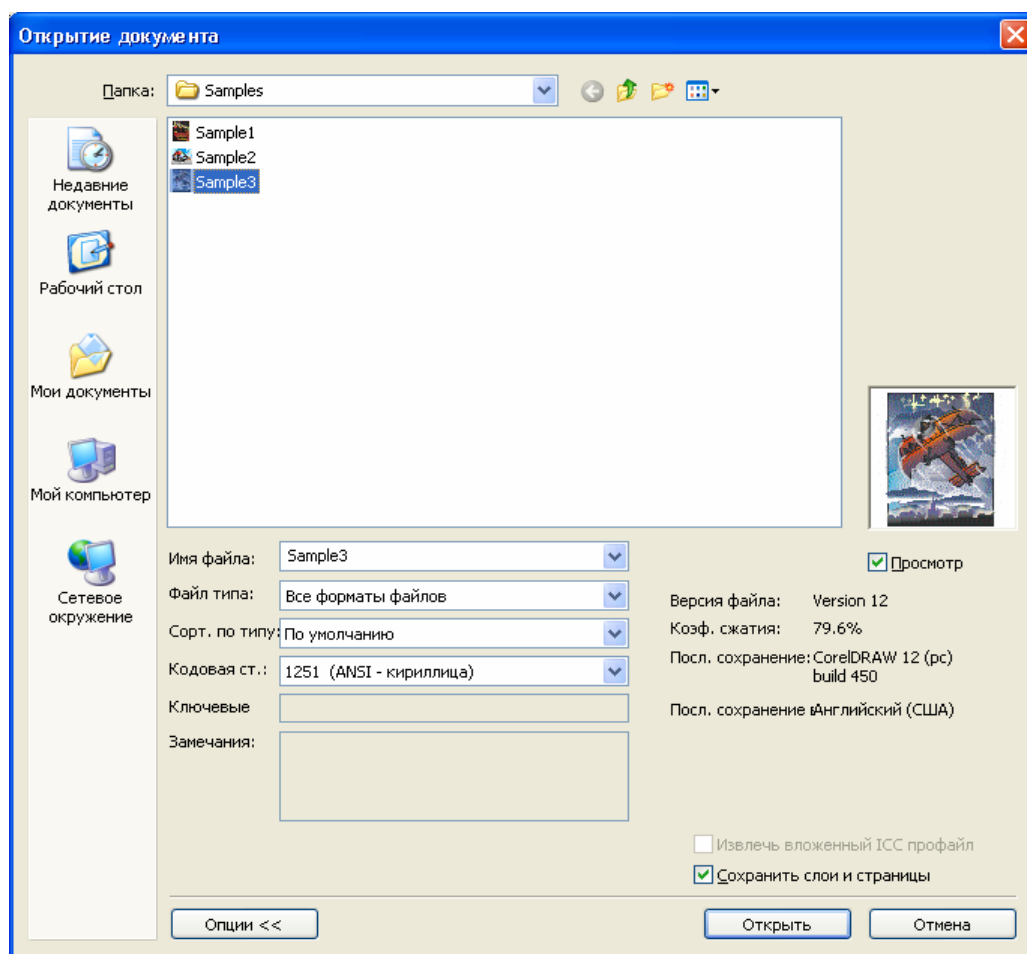 Открытие документа
Папка:
Samples
Sample1
Sample2
Sample3
Недавние
документы
Рабочий стол
Мои документы
Мой компьютер
Сетевое
окружение
Имя файла:
Sample3
Просмотр
Файл типа:
Все форматы файлов
Версия файла:
Version 12
Сорт. по типу:
По умолчанию
Коэф. сжатия:
79.6%
Кодовая ст.:
1251 (ANSI - кириллица)
Посл. сохранение:
CorelDRAW 12 (pc)
build 450
Ключевые
Посл. сохранение
Английский (США)
Замечания:
Извлечь вложенный ICC профайл
Сохранить слои и страницы
Опции <<
Открыть
Отмена